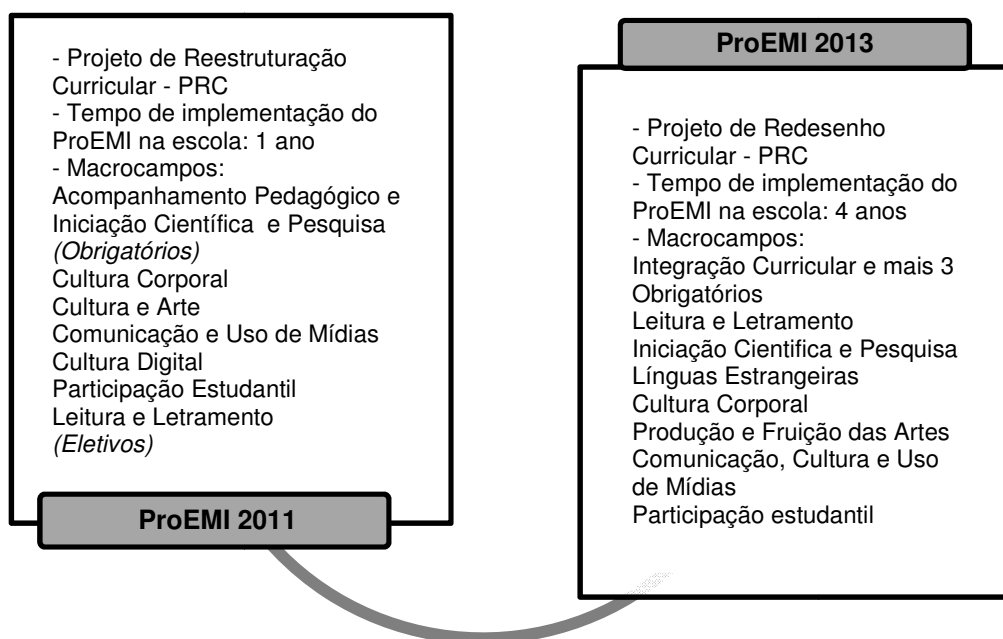 - Projeto de Reestruturação
Curricular - PRC
- Tempo de implementação do
ProEMI na escola: 1 ano
- Macrocampos:
Acompanhamento Pedagógico e
Iniciação Científica e Pesquisa
(Obrigatórios)
Cultura Corporal
Cultura e Arte
Comunicação e Uso de Mídias
Cultura Digital
Participação Estudantil
Leitura e Letramento
(Eletivos)
ProEMI 2011
ProEMI 2013
- Projeto de Redesenho
Curricular - PRC
- Tempo de implementação do
ProEMI na escola: 4 anos
- Macrocampos:
Integração Curricular e mais 3
Obrigatórios
Leitura e Letramento
Iniciação Cientifica e Pesquisa
Línguas Estrangeiras
Cultura Corporal
Produção e Fruição das Artes
Comunicação, Cultura e Uso
de Mídias
Participação estudantil